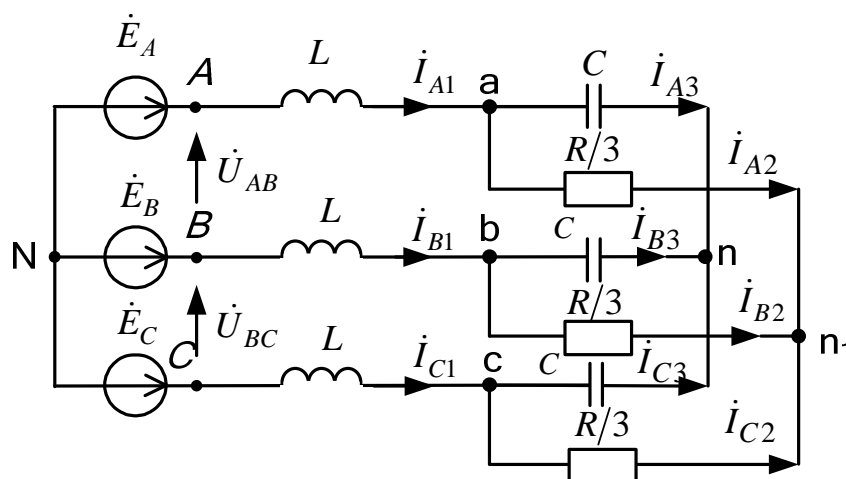 Ė_A
A
L
İ_A1
a
C
İ_A3
R/3
İ_A2
U̇_AB
Ė_B
B
L
İ_B1
b
C
İ_B3
N
n
R/3
İ_B2
Ė_C
U̇_BC
C
L
İ_C1
c
C
İ_C3
n
R/3
İ_C2